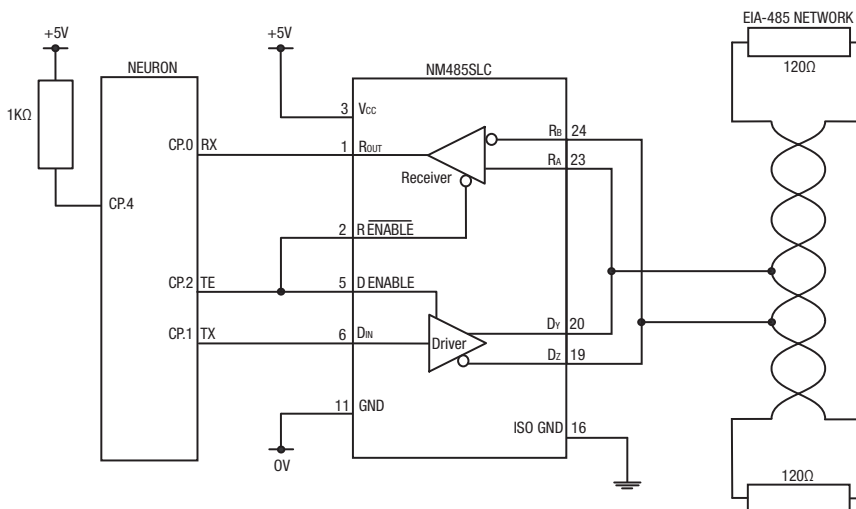 EIA-485 NETWORK
+5V
+5V
120Ω
NEURON
NM485SLC
1KΩ
3 VCC
CP.0 RX
1 ROUT
RB 24
RA 23
Receiver
CP.4
2 R ENABLE
CP.2 TE
5 D ENABLE
CP.1 TX
6 DIN
Driver
DY 20
DZ 19
11 GND
ISO GND 16
0V
120Ω